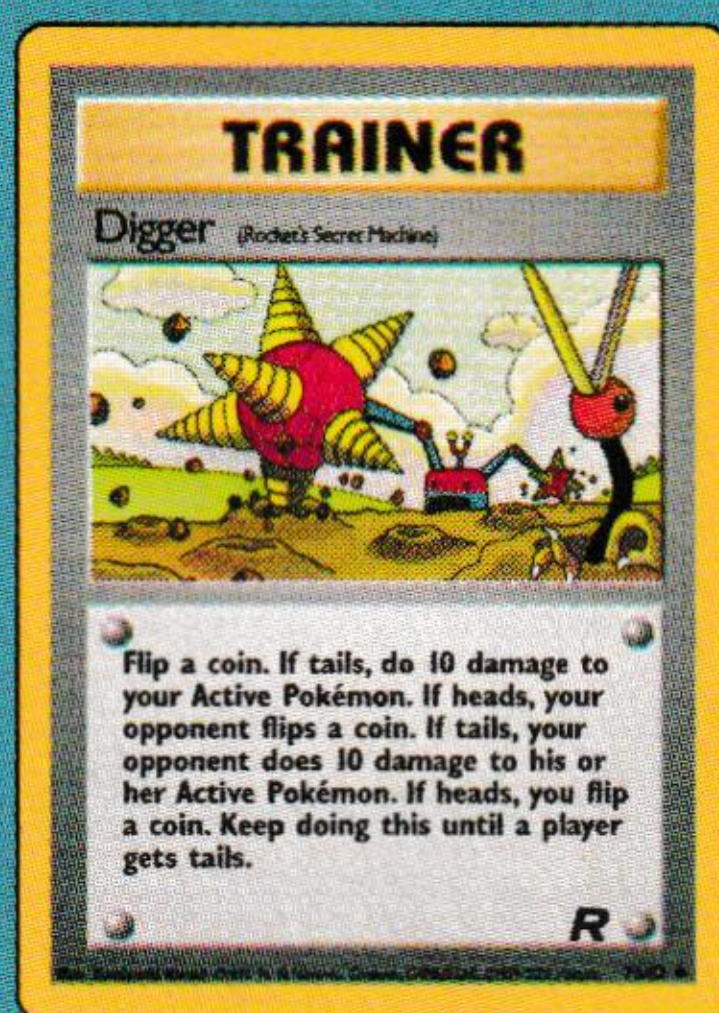 TRAINER
Digger (Rocket's Secret Machine)
Flip a coin. If tails, do 10 damage to
your Active Pokémon. If heads, your
opponent flips a coin. If tails, your
opponent does 10 damage to his or
her Active Pokémon. If heads, you flip
a coin. Keep doing this until a player
gets tails.
R